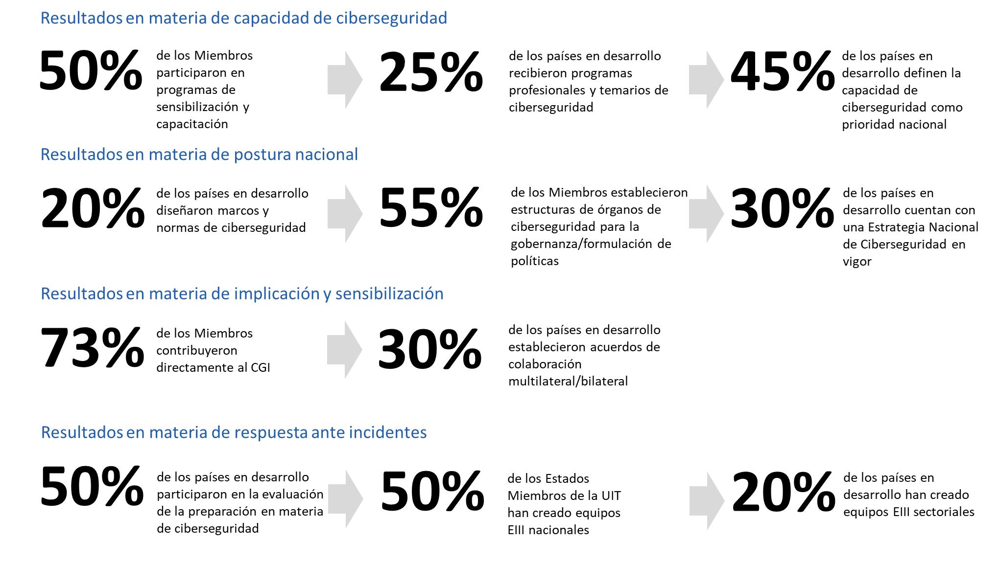 Resultados en materia de capacidad de ciberseguridad
50%
de los Miembros
participaron en
programas de
sensibilización y
capacitación
25%
de los países en desarrollo
recibieron programas
profesionales y temarios de
ciberseguridad
45%
de los países en
desarrollo definen la
capacidad de
ciberseguridad como
prioridad nacional
Resultados en materia de postura nacional
20%
de los países en desarrollo
diseñaron marcos y
normas de ciberseguridad
55%
de los Miembros establecieron
estructuras de órganos de
ciberseguridad para la
gobernanza/formulación de
políticas
30%
de los países en
desarrollo cuentan con
una Estrategia Nacional
de Ciberseguridad en
vigor
Resultados en materia de implicación y sensibilización
73%
de los Miembros
contribuyeron
directamente al CGI
30%
de los países en desarrollo
establecieron acuerdos de
colaboración
multilateral/bilateral
Resultados en materia de respuesta ante incidentes
50%
de los países en desarrollo
participaron en la evaluación
de la preparación en materia
de ciberseguridad
50%
de los Estados
Miembros de la UIT
han creado equipos
EIII nacionales
20%
de los países en
desarrollo han creado
equipos EIII sectoriales